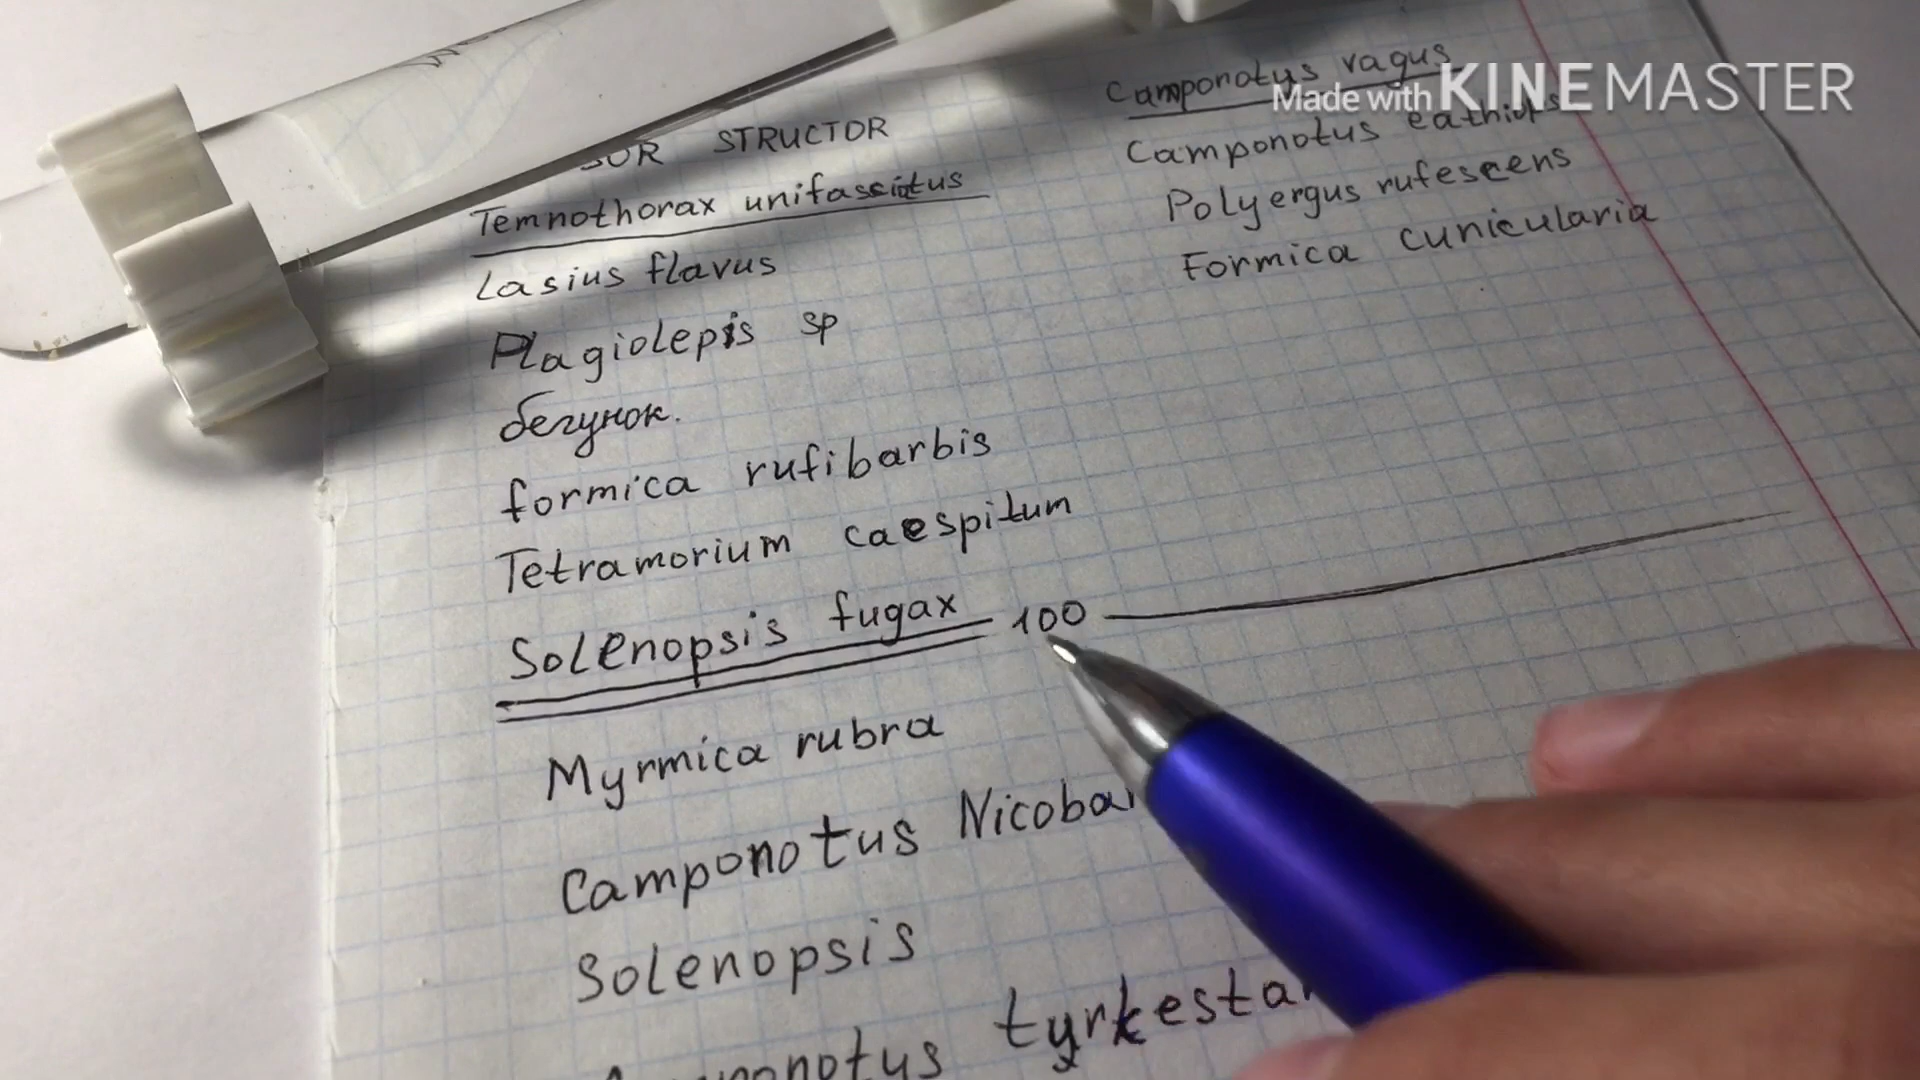 STRUCTOR
Temnothorax unifasciatus
Lasius flavus
Plagiolepis sp
бегунок.
formica rufibarbis
Tetramorium caespitum
Solenopsis fugax 100
Myrmica rubra
Camponotus
Solenopsis
Camponotus vagus
Camponotus
Polyergus rufescens
Formica cunicularia
Made with KINEMASTER